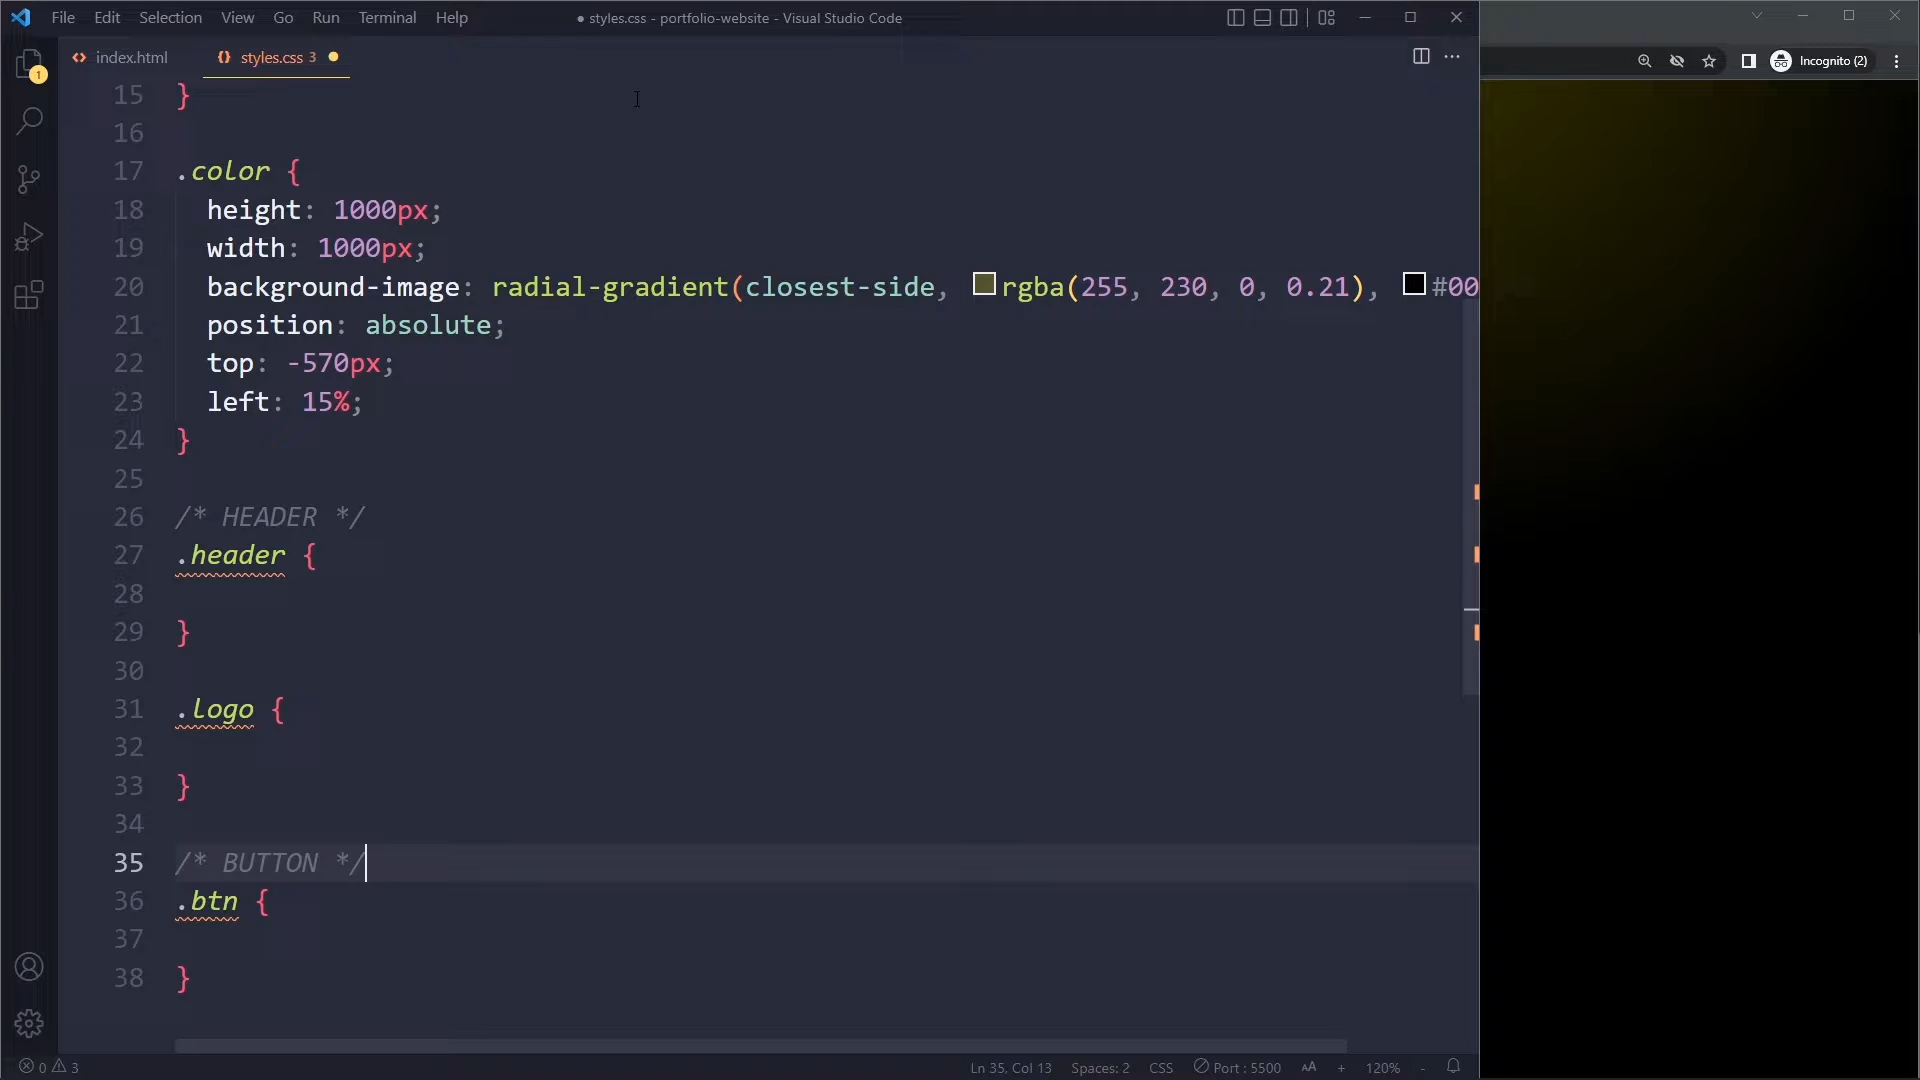 File Edit Selection View Go Run Terminal Help
● styles.css - portfolio-website - Visual Studio Code
index.html
styles.css 3
Incognito (2)
1
15 }
16
17 .color {
18 height: 1000px;
19 width: 1000px;
20 background-image: radial-gradient(closest-side, rgba(255, 230, 0, 0.21), #00
21 position: absolute;
22 top: -570px;
23 left: 15%;
24 }
25
26 /* HEADER */
27 .header {
28
29 }
30
31 .logo {
32
33 }
34
35 /* BUTTON */
36 .btn {
37
38 }
0 3
Ln 35, Col 13 Spaces: 2 CSS Port : 5500 AA + 120% -